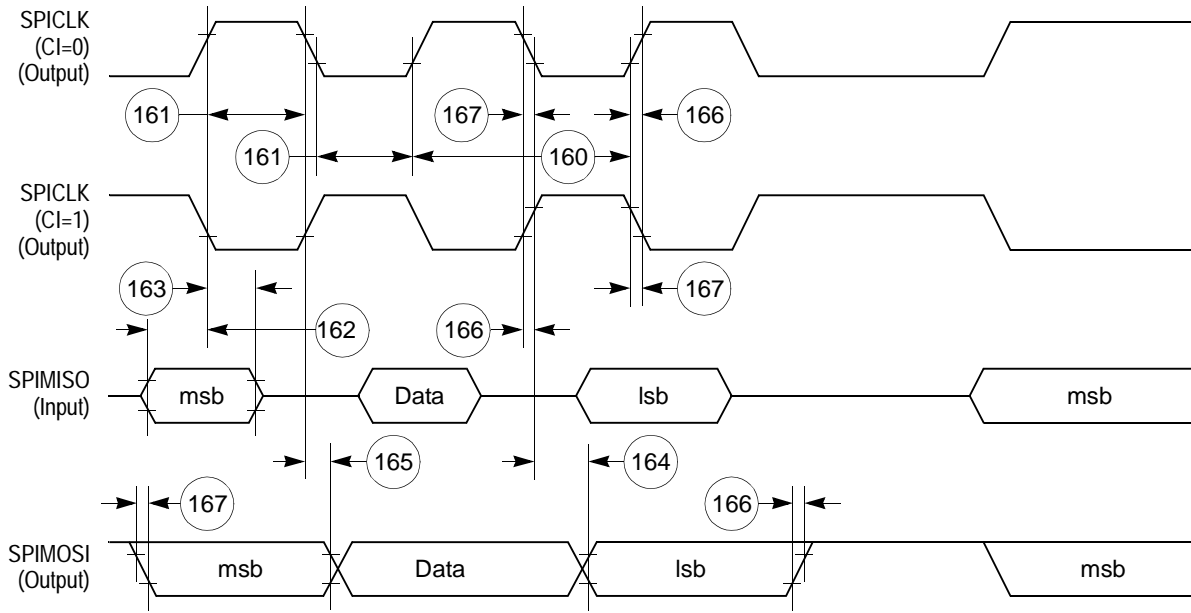 SPICLK
(CI=0)
(Output)
161
167
166
161
160
SPICLK
(CI=1)
(Output)
163
167
162
166
SPIMISO
(Input)
msb
Data
lsb
msb
165
164
167
166
SPIMOSI
(Output)
msb
Data
lsb
msb